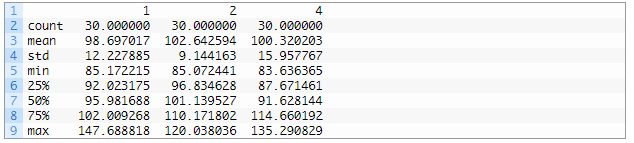 1 1 2 4
2 count 30.000000 30.000000 30.000000
3 mean 98.697017 102.642594 100.320203
4 std 12.227885 9.144163 15.957767
5 min 85.172215 85.072441 83.636365
6 25% 92.023175 96.834628 87.671461
7 50% 95.981688 101.139527 91.628144
8 75% 102.009268 110.171802 114.660192
9 max 147.688818 120.038036 135.290829